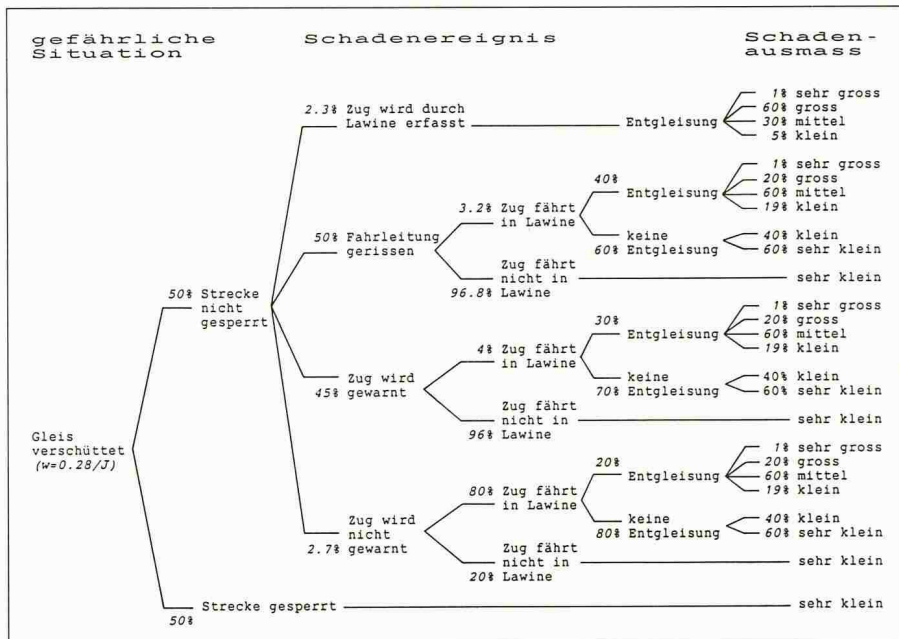 gefährliche Situation
Schadenereignis
Schaden-
ausmass
2.3% Zug wird durch
Lawine erfasst
Entgleisung
1% sehr gross
60% gross
30% mittel
5% klein
50% Strecke
nicht
gesperrt
50% Fahrleitung
gerissen
3.2% Zug fährt
in Lawine
40%
Entgleisung
1% sehr gross
20% gross
60% mittel
19% klein
keine
60% Entgleisung
40% klein
60% sehr klein
Zug fährt
nicht in
96.8% Lawine
sehr klein
Zug wird
45% gewarnt
4% Zug fährt
in Lawine
30%
Entgleisung
1% sehr gross
20% gross
60% mittel
19% klein
keine
70% Entgleisung
40% klein
60% sehr klein
Zug fährt
nicht in
96% Lawine
sehr klein
Gleis
verschüttet
(w=0.28/J)
Zug wird
nicht
2.7% gewarnt
80% Zug fährt
in Lawine
20%
Entgleisung
1% sehr gross
20% gross
60% mittel
19% klein
keine
80% Entgleisung
40% klein
60% sehr klein
Zug fährt
nicht in
20% Lawine
sehr klein
Strecke gesperrt
50%
sehr klein